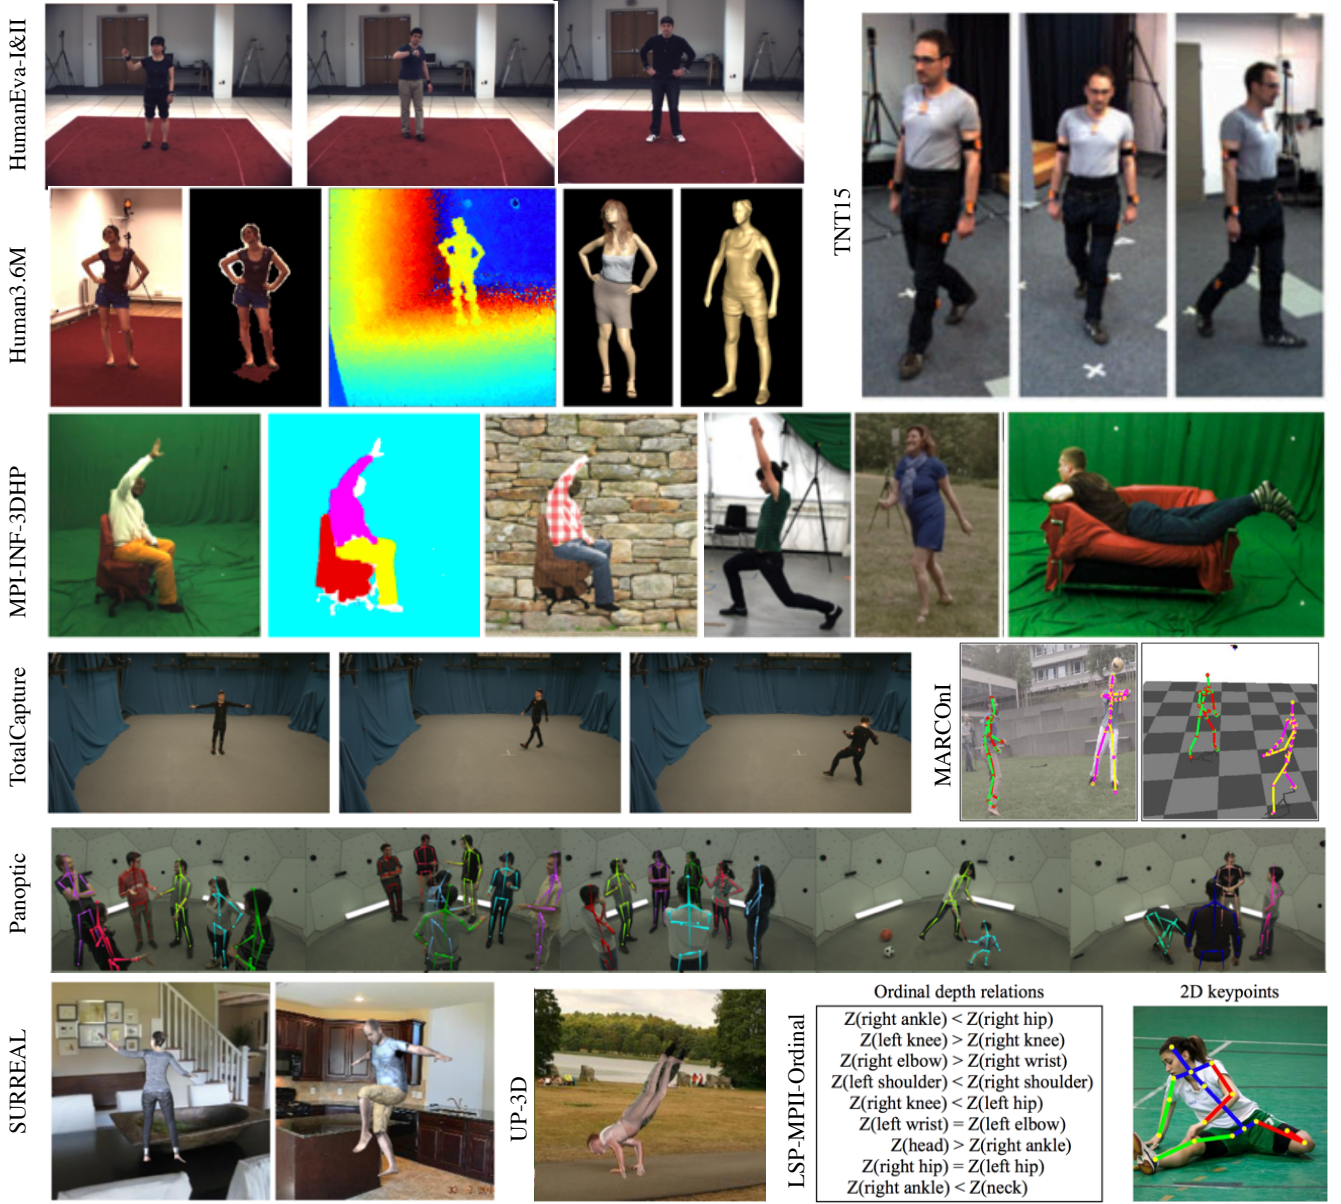 HumanEva-I&II
TNT15
Human3.6M
MPI-INF-3DHP
TotalCapture
MARCOnI
Panoptic
SURREAL
UP-3D
LSP-MPII-Ordinal
Ordinal depth relations
Z(right ankle) < Z(right hip)
Z(left knee) > Z(right knee)
Z(right elbow) > Z(right wrist)
Z(left shoulder) < Z(right shoulder)
Z(right knee) < Z(left hip)
Z(left wrist) = Z(left elbow)
Z(head) > Z(right ankle)
Z(right hip) = Z(left hip)
Z(right ankle) < Z(neck)
2D keypoints